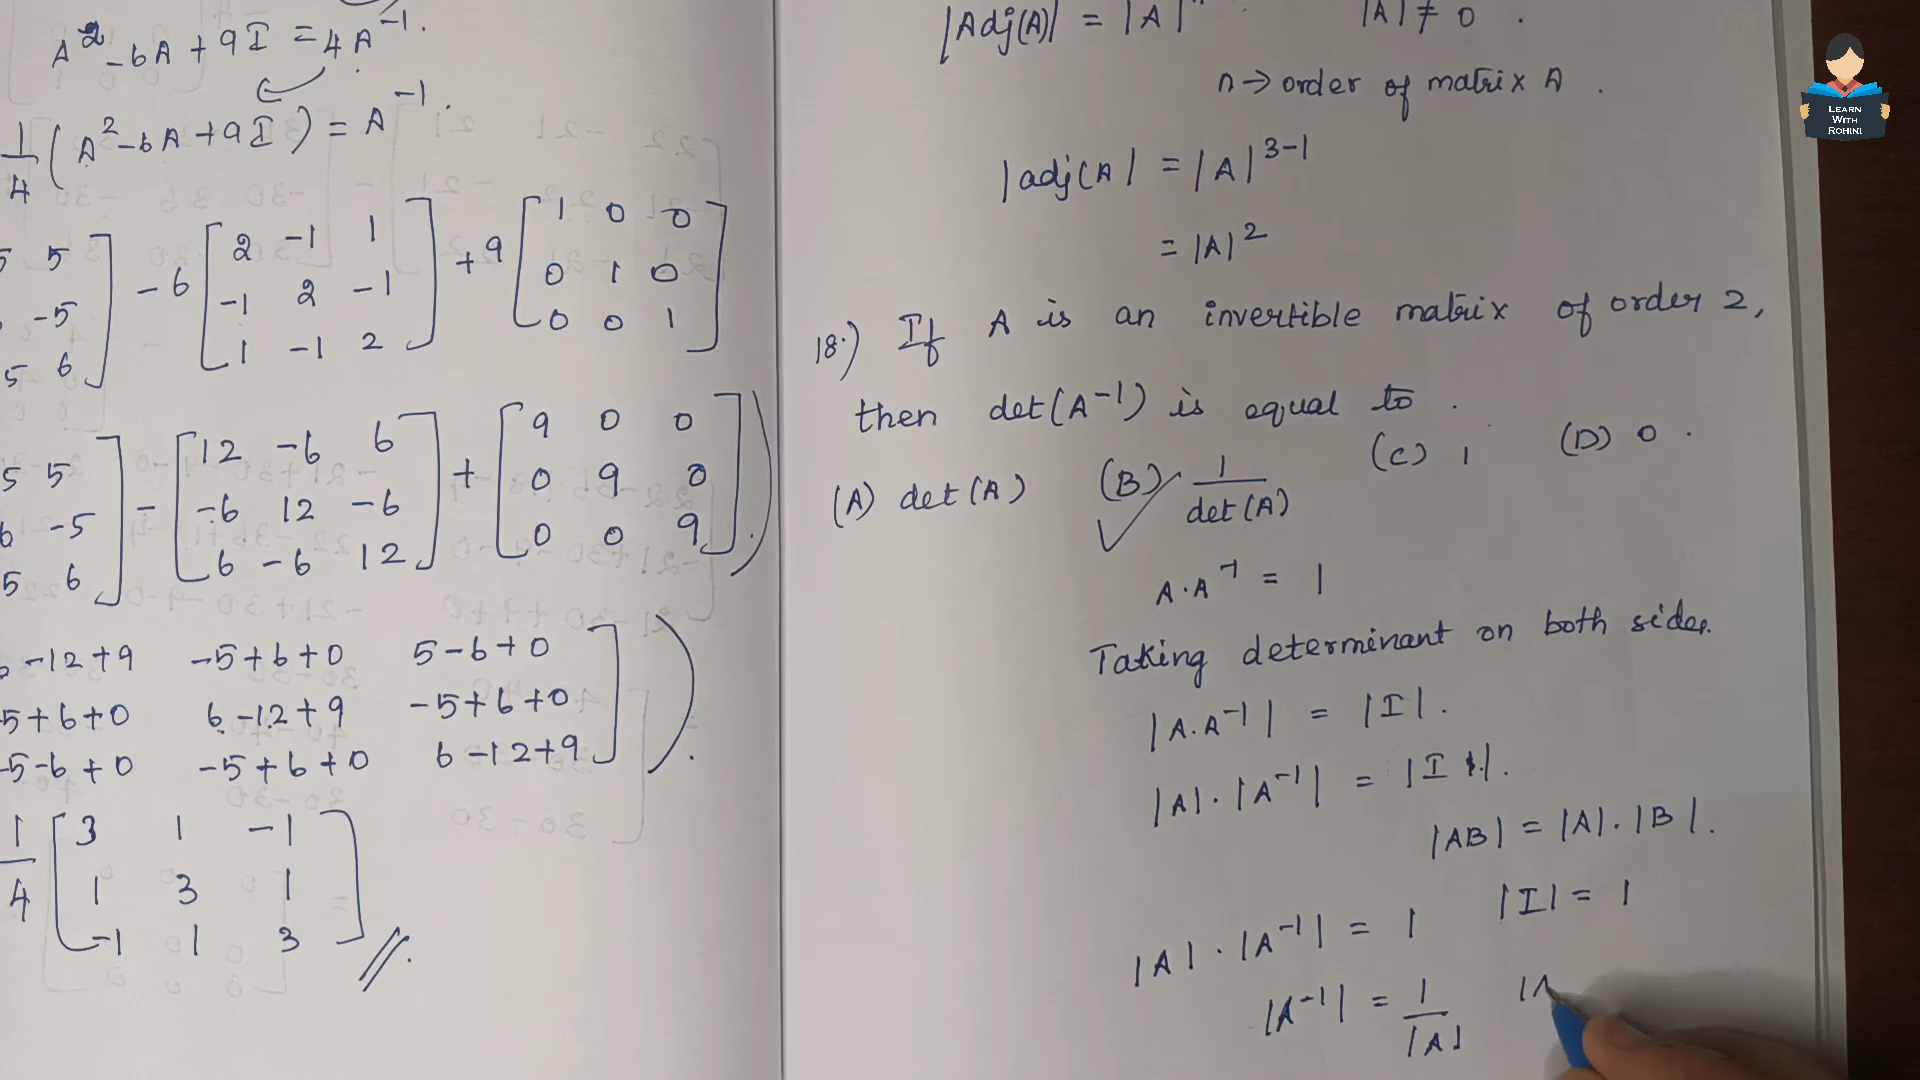 A² - 6A + 9I = 4A⁻¹.
1/4 (A² - 6A + 9I) = A⁻¹.
5 ] - 6 [ 2 -1 1 ] + 9 [ 1 0 0 ]
-5 -1 2 -1 0 1 0
5 6 1 -1 2 0 0 1
5 5 ] - [ 12 -6 6 ] + [ 9 0 0 ] )
-5 -6 12 -6 0 9 0
5 6 6 -6 12 0 0 9 .
-12+9 -5+6+0 5-6+0 ] )
5+6+0 6-12+9 -5+6+0
-5-6+0 -5+6+0 6-12+9 .
1/4 [ 3 1 -1 ]
1 3 1
-1 1 3 //.
|Adj(A)| = |A| |A| ≠ 0 .
n → order of matrix A .
|adj(A| = |A|³⁻¹
= |A|²
18.) If A is an invertible matrix of order 2,
then det(A⁻¹) is equal to .
(A) det(A) (B) 1/det(A) (C) 1 (D) 0 .
A.A⁻¹ = 1
Taking determinant on both sides.
|A.A⁻¹| = |I| .
|A| . |A⁻¹| = |I| .
|AB| = |A| . |B| .
|A| . |A⁻¹| = 1 |I| = 1
|A⁻¹| = 1/|A| |A
LEARN
WITH
ROHINI